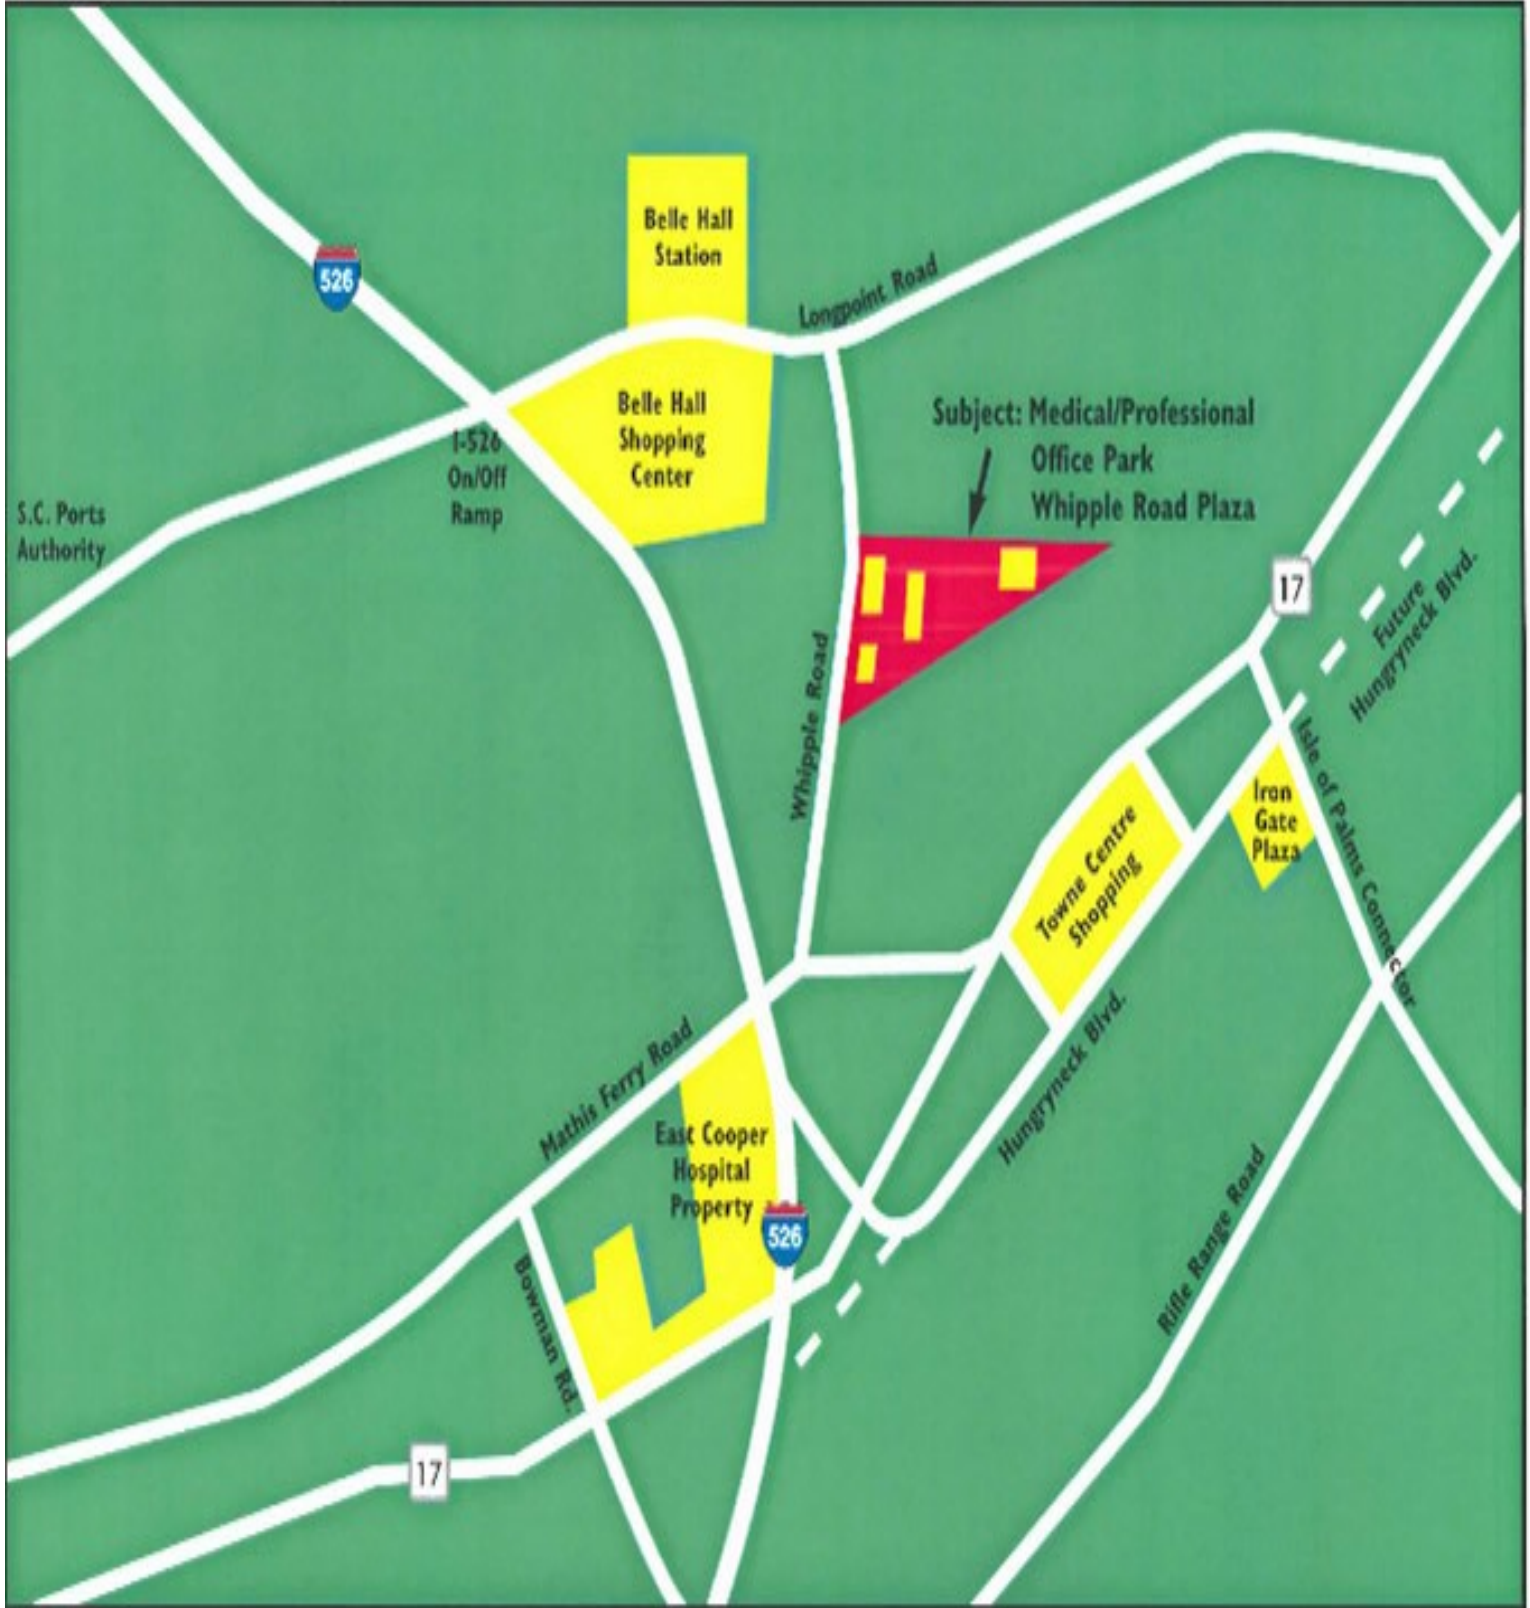 Belle Hall
Station
526
Longpoint Road
Belle Hall
Shopping
Center
Subject: Medical/Professional
Office Park
Whipple Road Plaza
I-526
On/Off
Ramp
S.C. Ports
Authority
17
Future
Hungryneck Blvd.
Whipple Road
Isle of Palms Connector
Iron
Gate
Plaza
Towne Centre
Shopping
Hungryneck Blvd.
Mathis Ferry Road
East Cooper
Hospital
Property
526
Rifle Range Road
Bowman Rd.
17